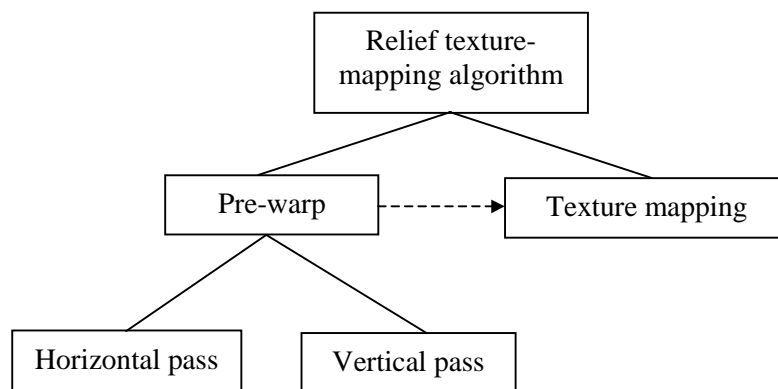 Relief texture-
mapping algorithm
Pre-warp
Texture mapping
Horizontal pass
Vertical pass